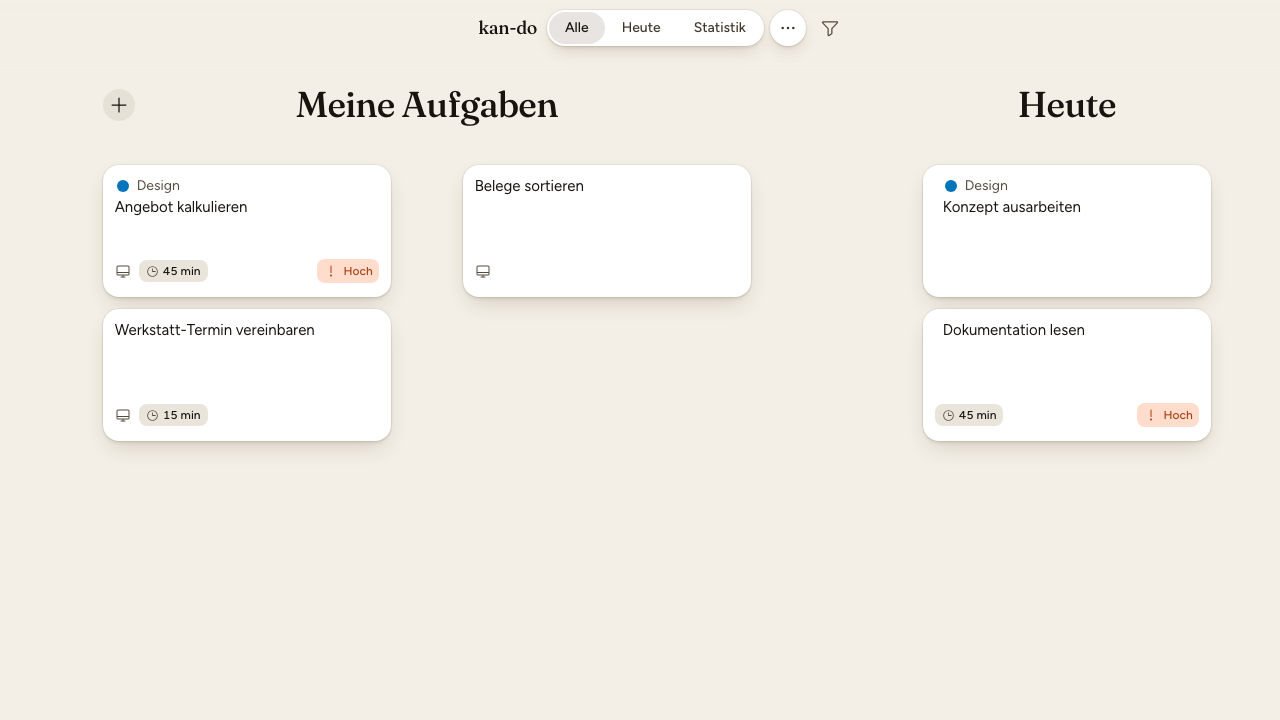 kan-do
Alle
Heute
Statistik
Meine Aufgaben
Heute
Design
Angebot kalkulieren
45 min
Hoch
Werkstatt-Termin vereinbaren
15 min
Belege sortieren
Design
Konzept ausarbeiten
Dokumentation lesen
45 min
Hoch